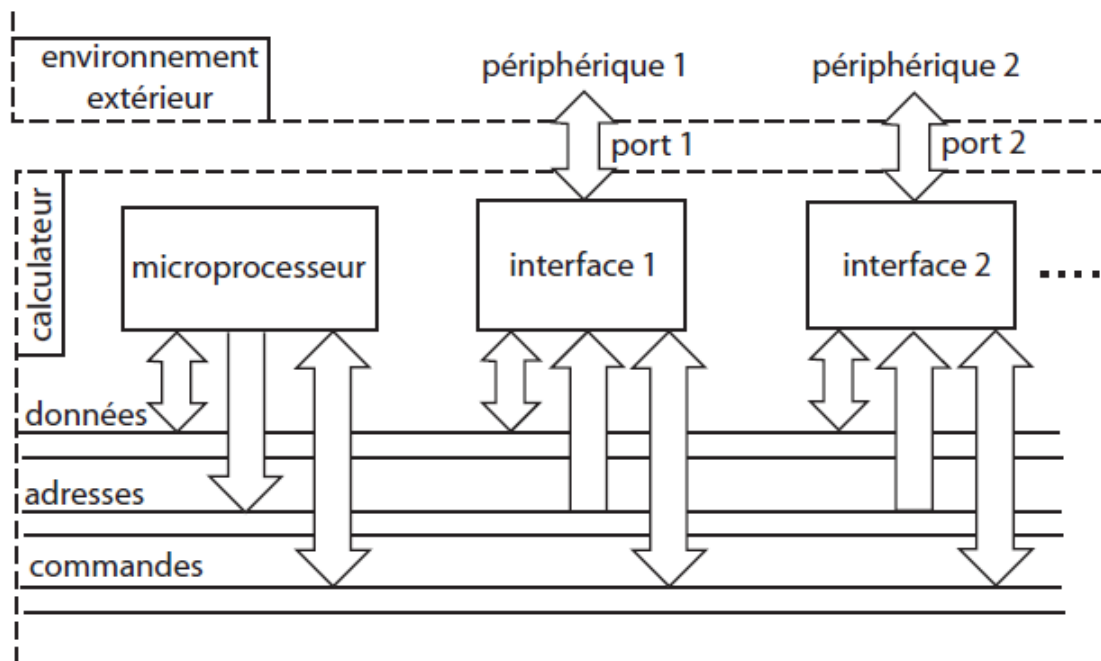 environnement
extérieur
périphérique 1
périphérique 2
port 1
port 2
calculateur
microprocesseur
interface 1
interface 2
données
adresses
commandes